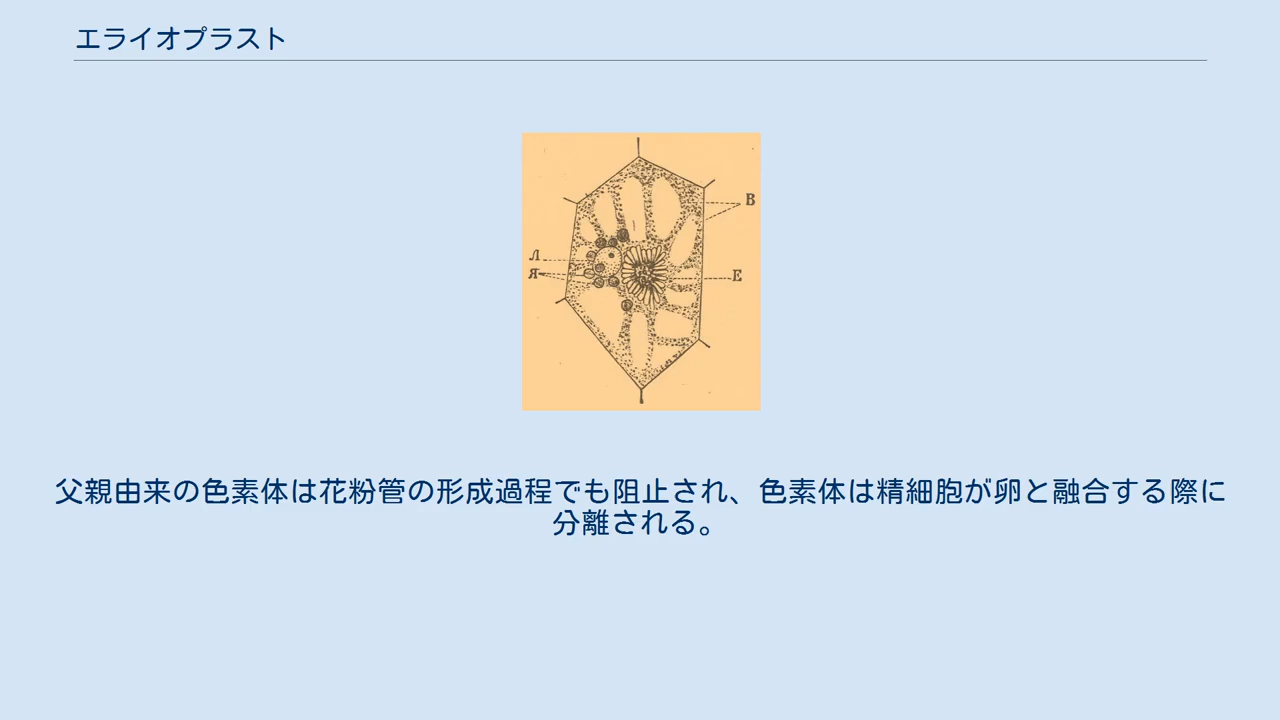 エライオプラスト
В
Л
Я
Е
父親由来の色素体は花粉管の形成過程でも阻止され、色素体は精細胞が卵と融合する際に
分離される。